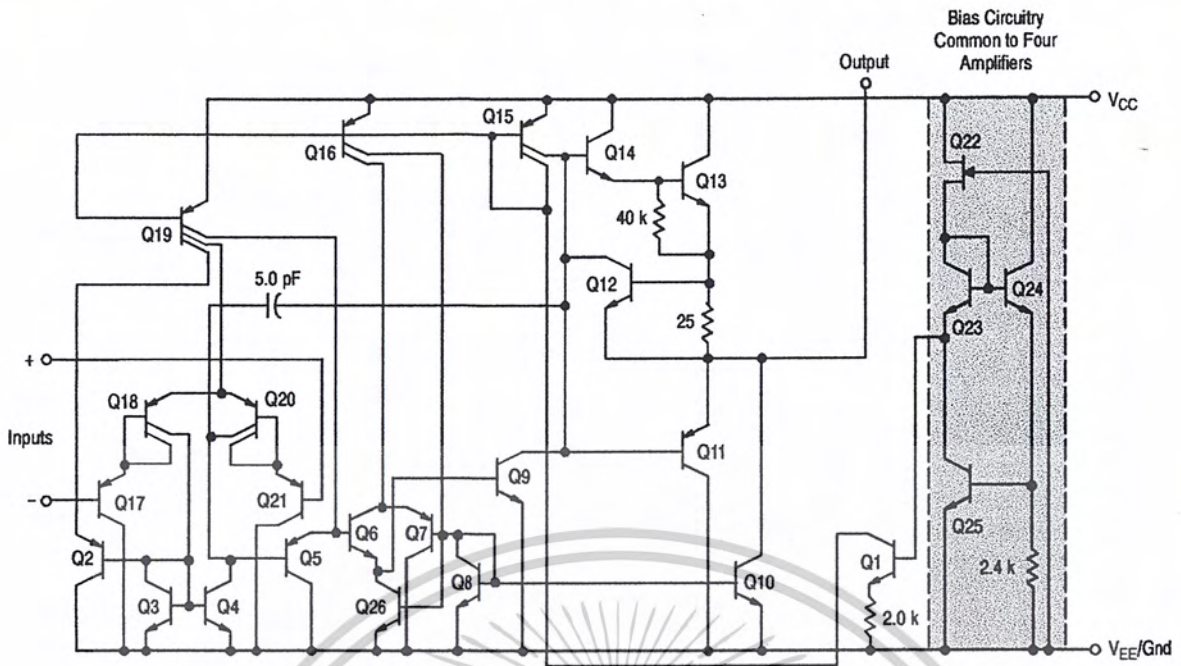 Bias Circuitry
Common to Four
Amplifiers
Output
VCC
Q15
Q22
Q16
Q14
Q13
40 k
Q19
Q12
5.0 pF
Q24
25
Q23
+
Q18
Q20
Inputs
Q11
Q9
-
Q17
Q21
Q6
Q7
Q25
Q2
Q5
Q1
Q8
Q10
2.4 k
Q3
Q4
Q26
2.0 k
VEE/Gnd